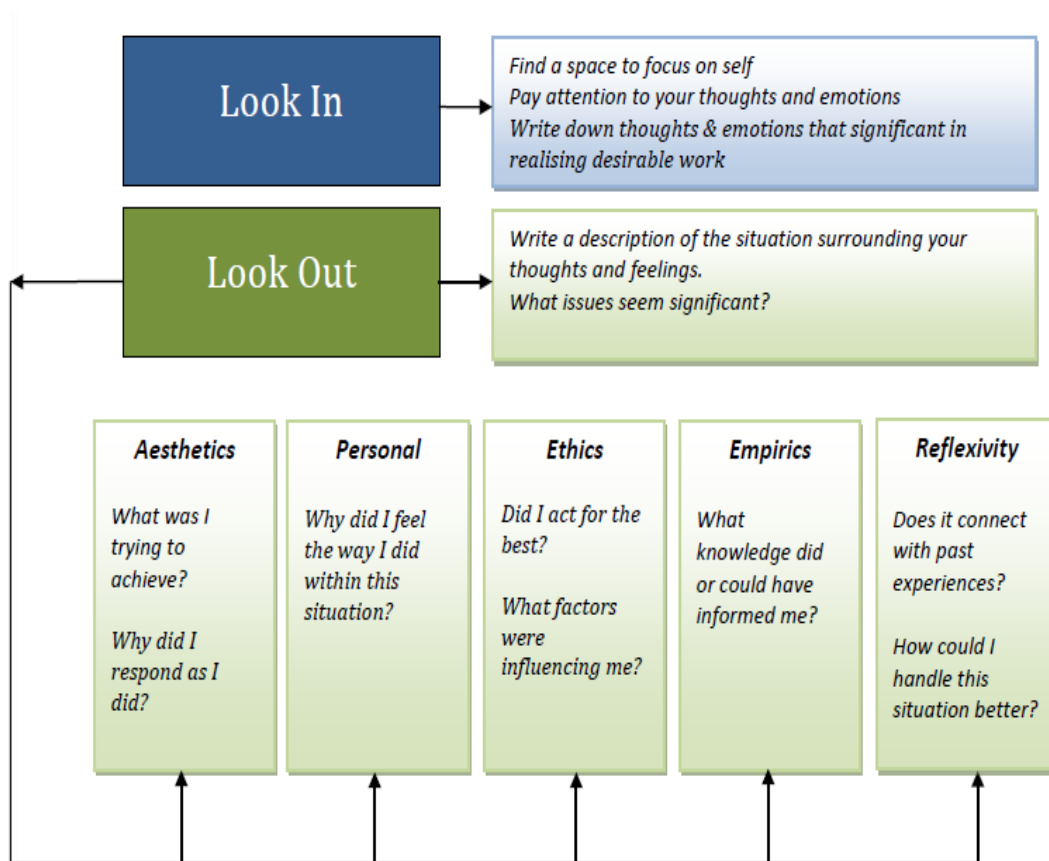 Look In
Find a space to focus on self
Pay attention to your thoughts and emotions
Write down thoughts & emotions that significant in
realising desirable work
Look Out
Write a description of the situation surrounding your
thoughts and feelings.
What issues seem significant?
Aesthetics
What was I
trying to
achieve?
Why did I
respond as I
did?
Personal
Why did I feel
the way I did
within this
situation?
Ethics
Did I act for the
best?
What factors
were
influencing me?
Empirics
What
knowledge did
or could have
informed me?
Reflexivity
Does it connect
with past
experiences?
How could I
handle this
situation better?